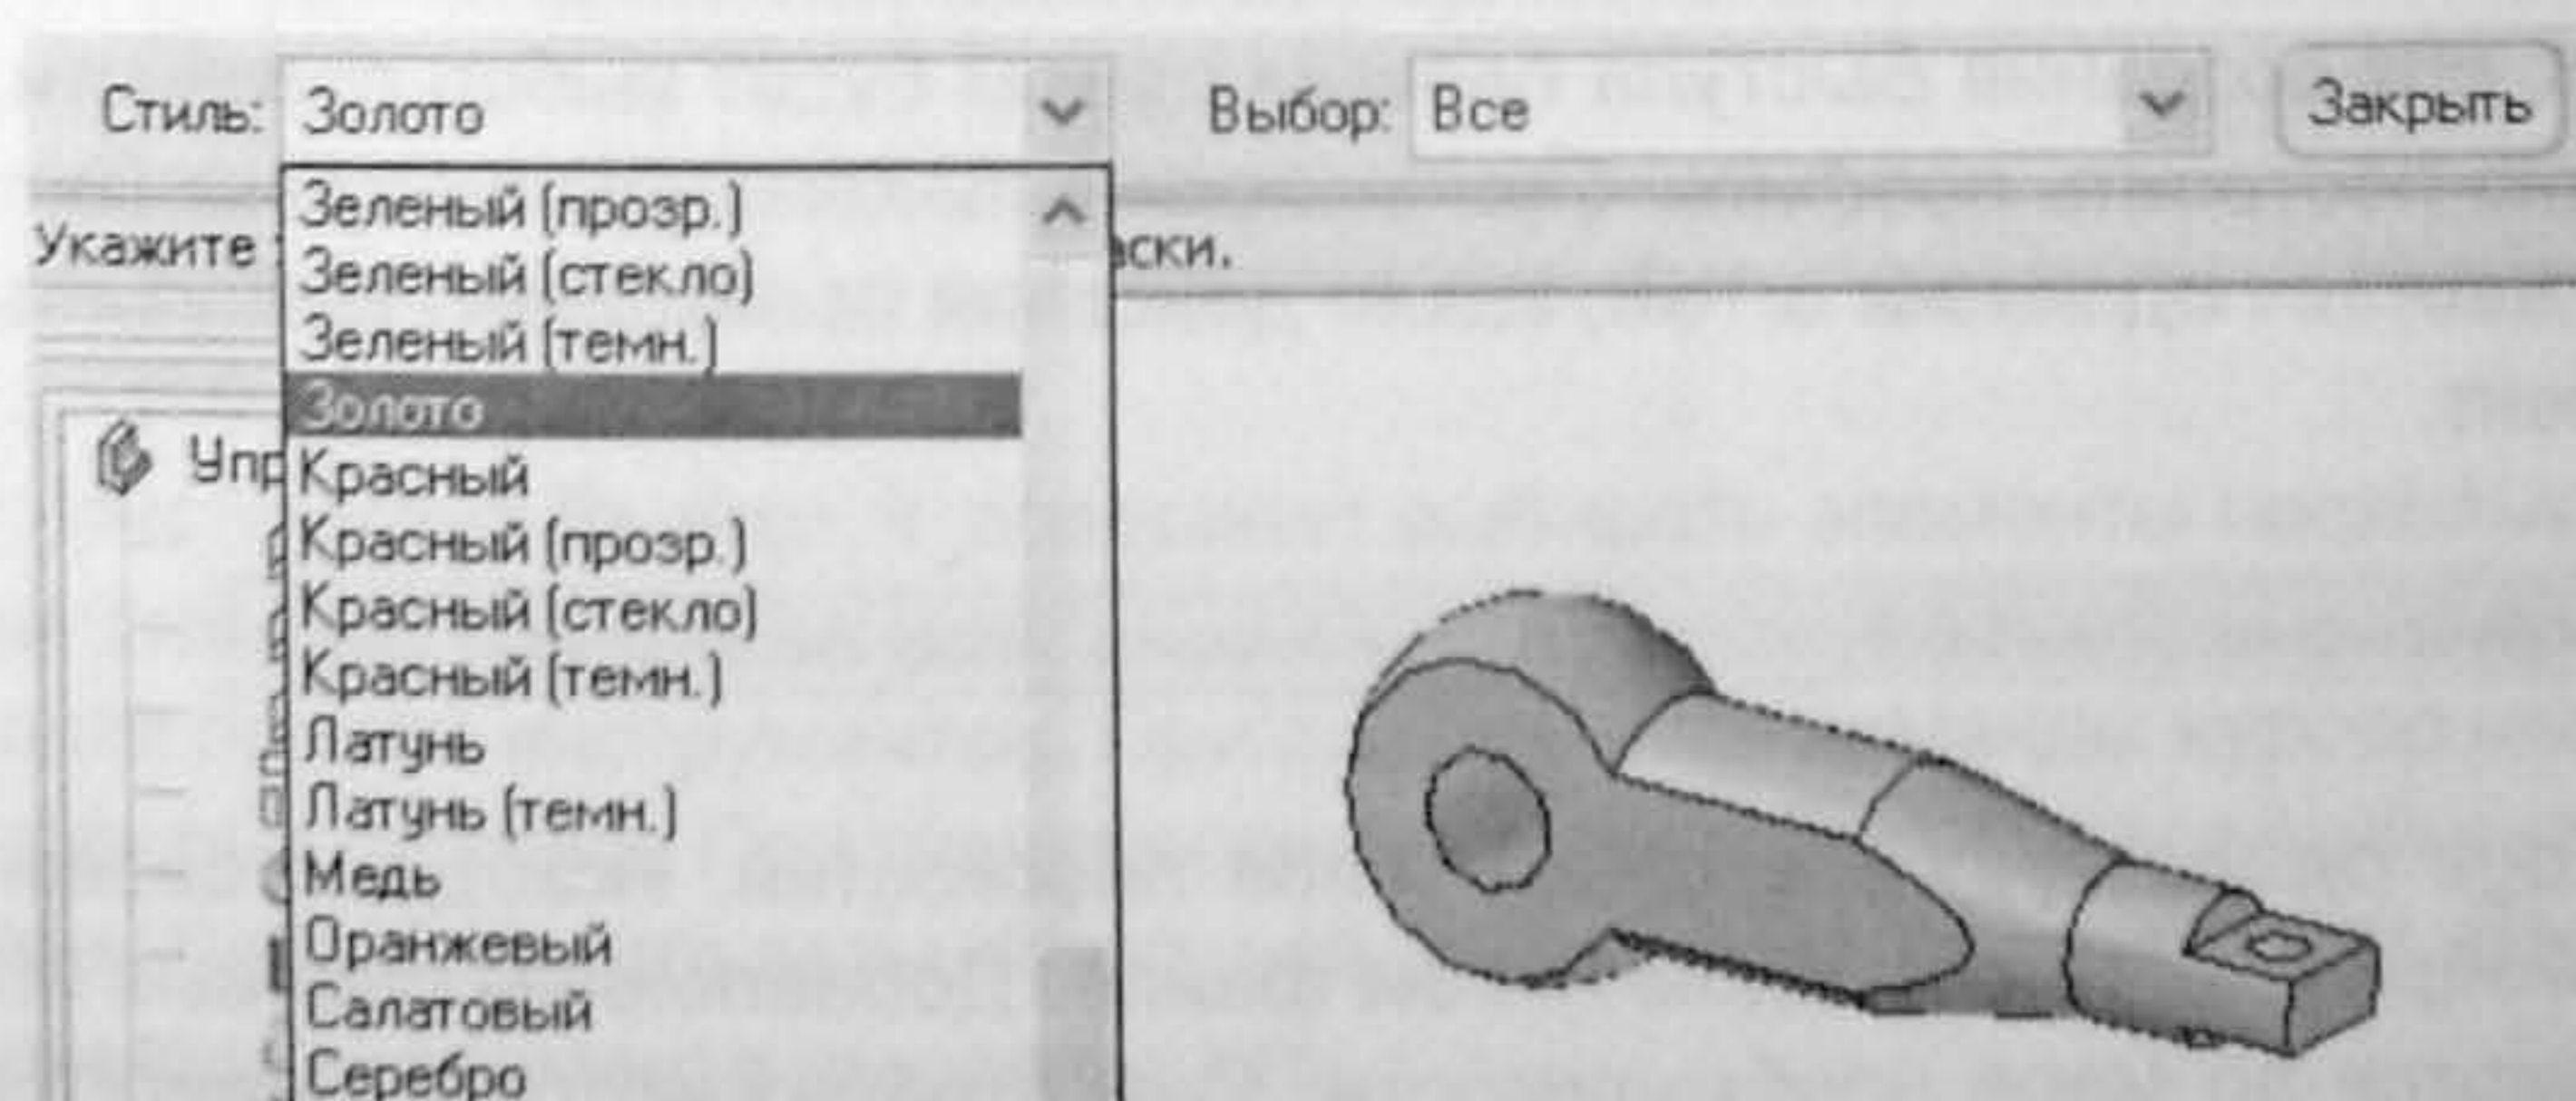 Стиль: Золото Выбор: Все Закрыть
Зеленый (прозр.)
Укажите аски.
Зеленый (стекло)
Зеленый (темн.)
Золото
Упр
Красный
Красный (прозр.)
Красный (стекло)
Красный (темн.)
Латунь
Латунь (темн.)
Медь
Оранжевый
Салатовый
Серебро